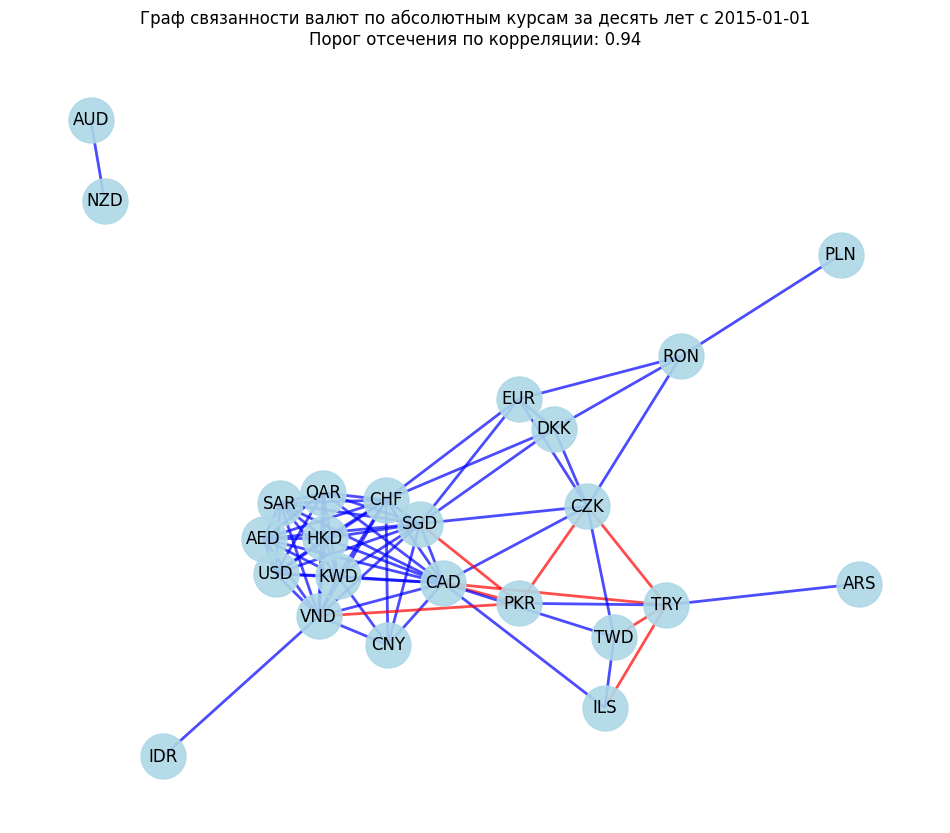 Граф связанности валют по абсолютным курсам за десять лет с 2015-01-01
Порог отсечения по корреляции: 0.94
AUD
NZD
PLN
RON
EUR
DKK
QAR
CHF
SAR
CZK
SGD
AED
HKD
USD
KWD
CAD
ARS
PKR
TRY
VND
TWD
CNY
ILS
IDR